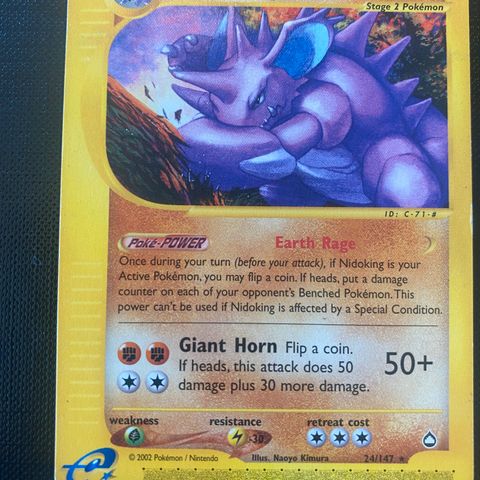 Stage 2 Pokémon
ID: C-71-#
Poké-POWER Earth Rage
Once during your turn (before your attack), if Nidoking is your
Active Pokémon, you may flip a coin. If heads, put a damage
counter on each of your opponent's Benched Pokémon. This
power can't be used if Nidoking is affected by a Special Condition.
Giant Horn Flip a coin.
If heads, this attack does 50
damage plus 30 more damage.
50+
weakness resistance retreat cost
-30
© 2002 Pokémon / Nintendo Illus. Naoyo Kimura 24/147 ★
e